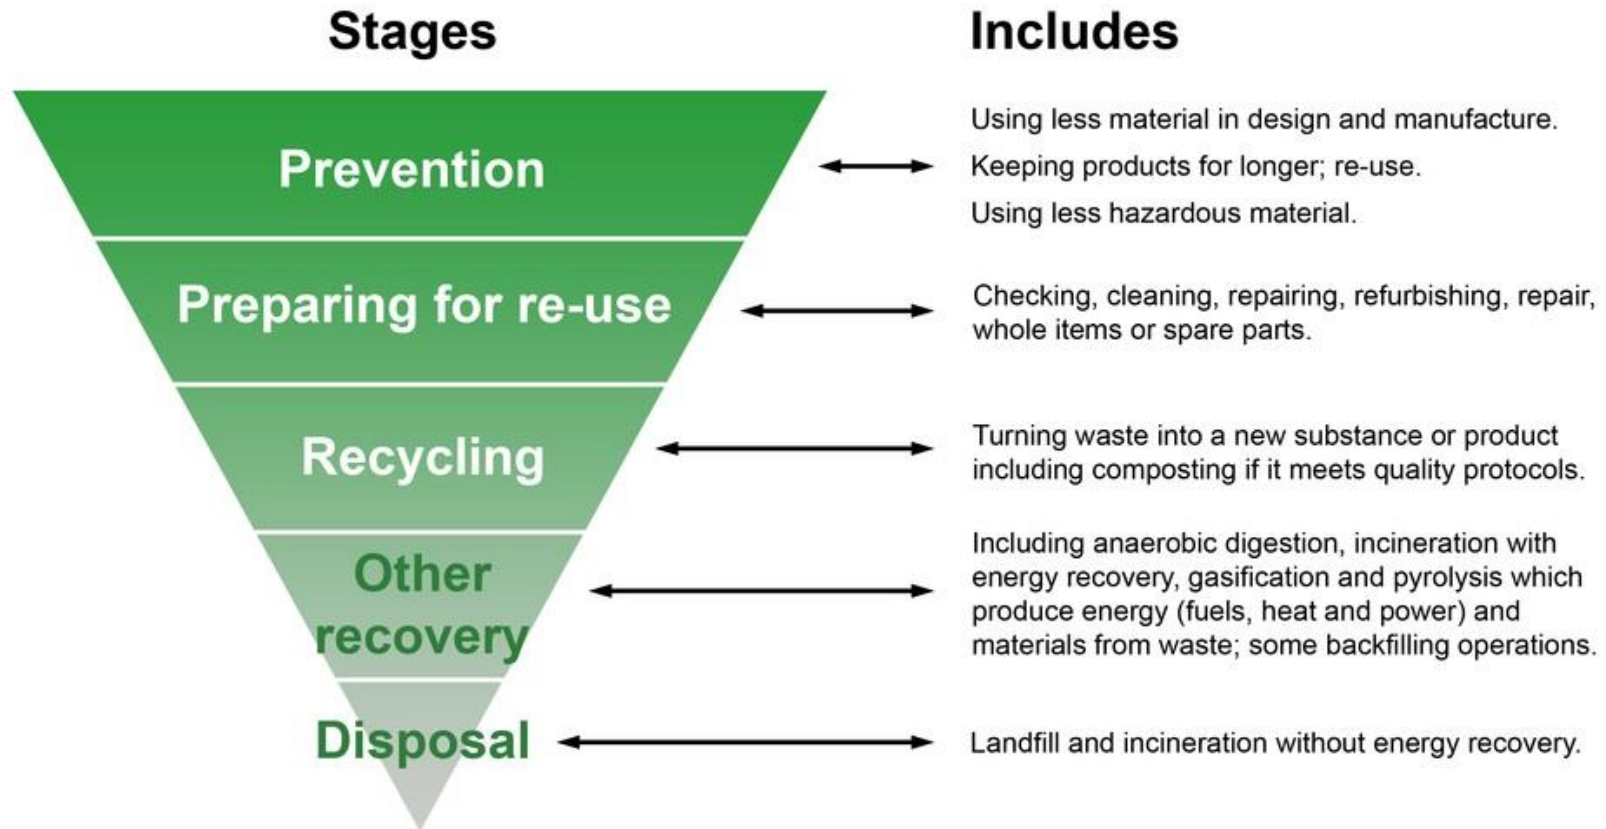 Stages
Includes
Prevention
Using less material in design and manufacture.
Keeping products for longer; re-use.
Using less hazardous material.
Preparing for re-use
Checking, cleaning, repairing, refurbishing, repair,
whole items or spare parts.
Recycling
Turning waste into a new substance or product
including composting if it meets quality protocols.
Other
recovery
Including anaerobic digestion, incineration with
energy recovery, gasification and pyrolysis which
produce energy (fuels, heat and power) and
materials from waste; some backfilling operations.
Disposal
Landfill and incineration without energy recovery.